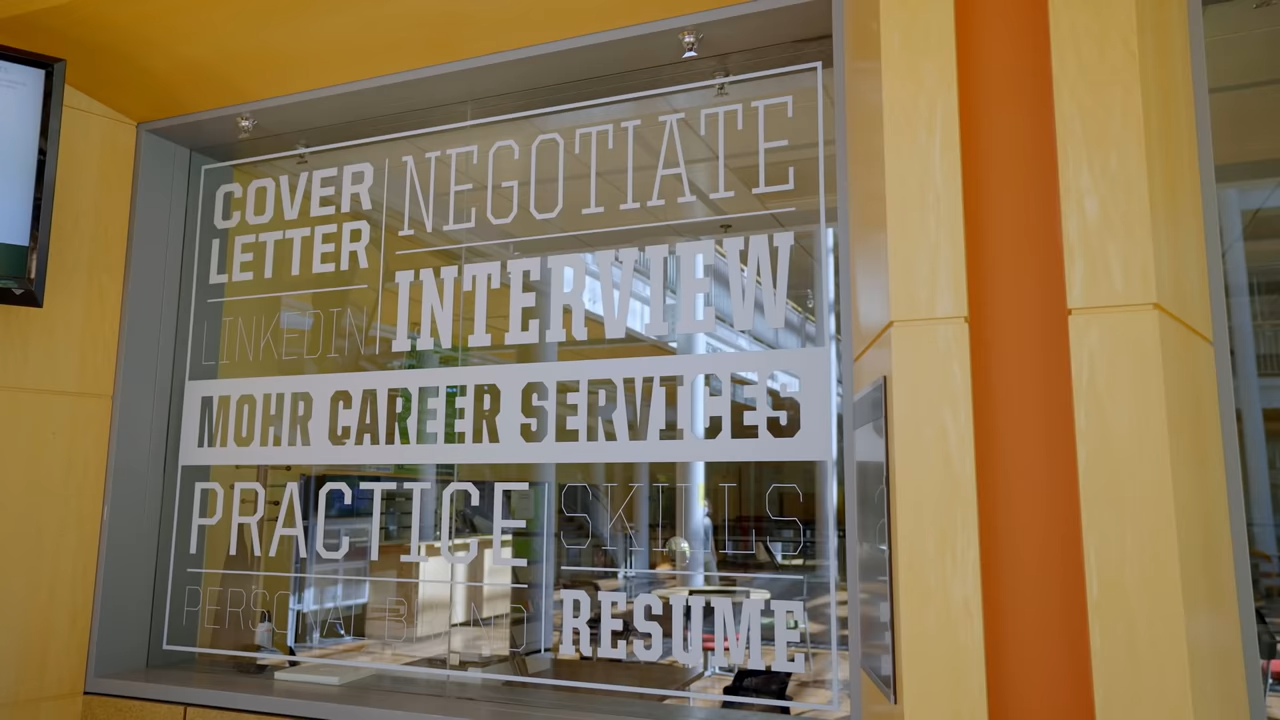 COVER
LETTER
NEGOTIATE
LINKEDIN
INTERVIEW
MOHR CAREER SERVICES
PRACTICE
SKILLS
PERSONAL BRAND
RESUME